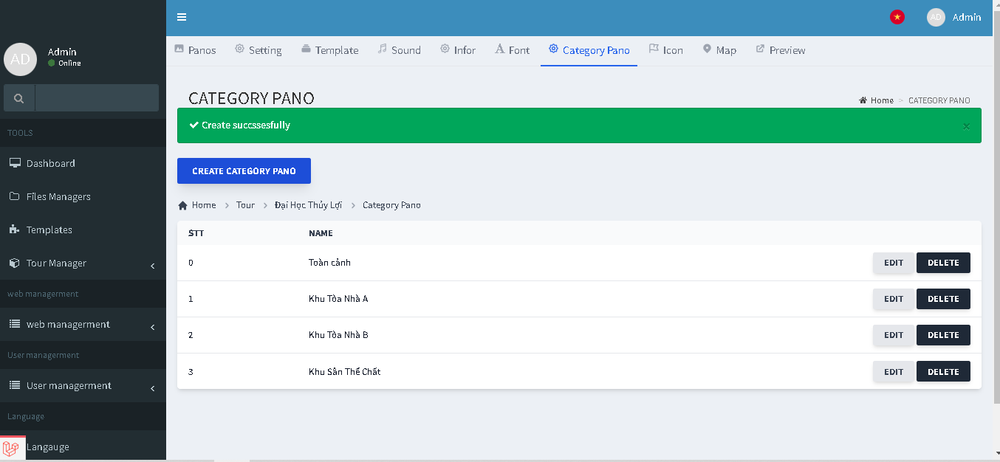 AD Admin
AD Admin
Online
Panos Setting Template Sound Infor Font Category Pano Icon Map Preview
CATEGORY PANO
Home > CATEGORY PANO
Create succssesfully ×
CREATE CATEGORY PANO
Home > Tour > Đại Học Thủy Lợi > Category Pano
STT NAME
0 Toàn cảnh EDIT DELETE
1 Khu Tòa Nhà A EDIT DELETE
2 Khu Tòa Nhà B EDIT DELETE
3 Khu Sân Thể Chất EDIT DELETE
TOOLS
Dashboard
Files Managers
Templates
Tour Manager
web managerment
web managerment
User managerment
User managerment
Language
Langauge